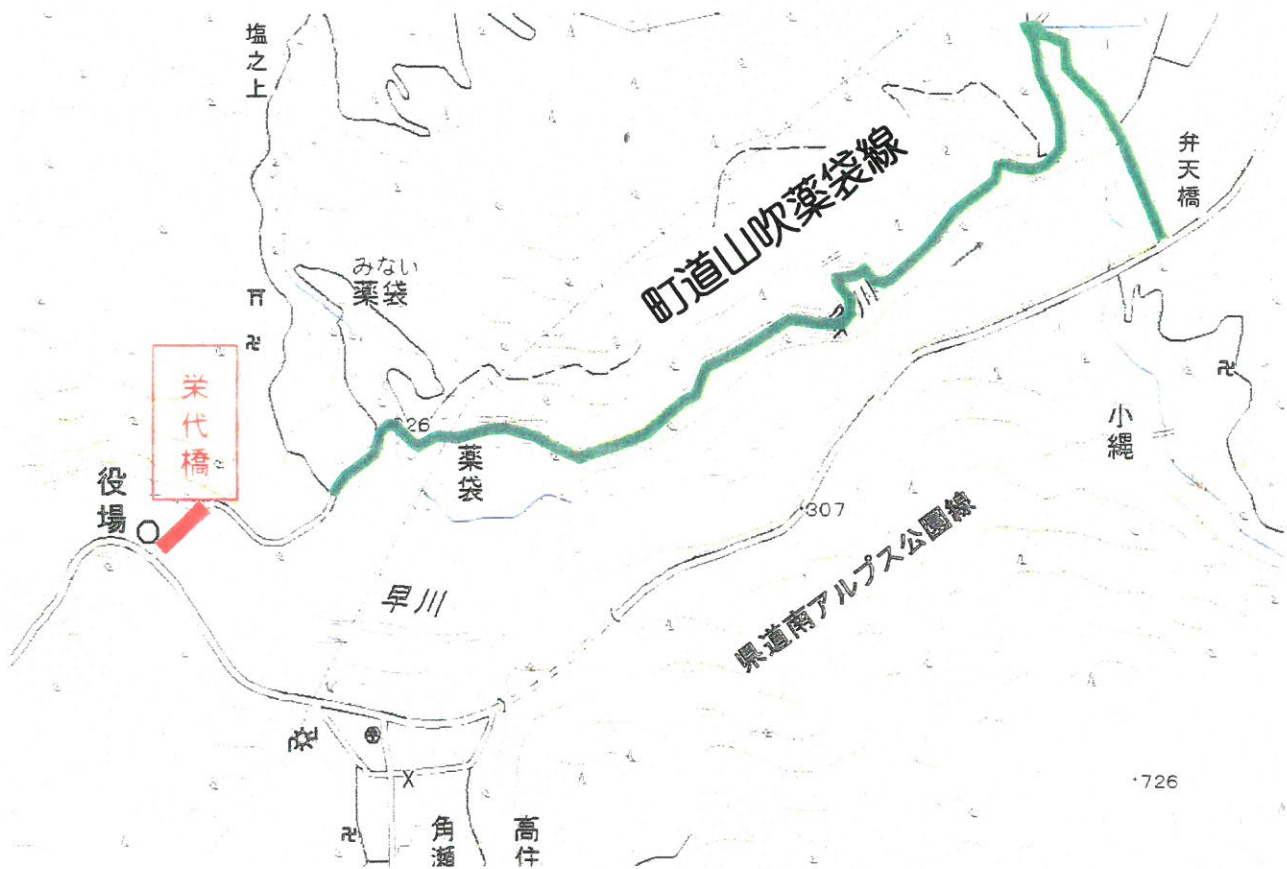 塩之上
町道山吹薬袋線
弁天橋
みない
薬袋
栄代橋
26
薬袋
小縄
役場
307
早川
早川
県道南アルプス公園線
726
角瀬
高住